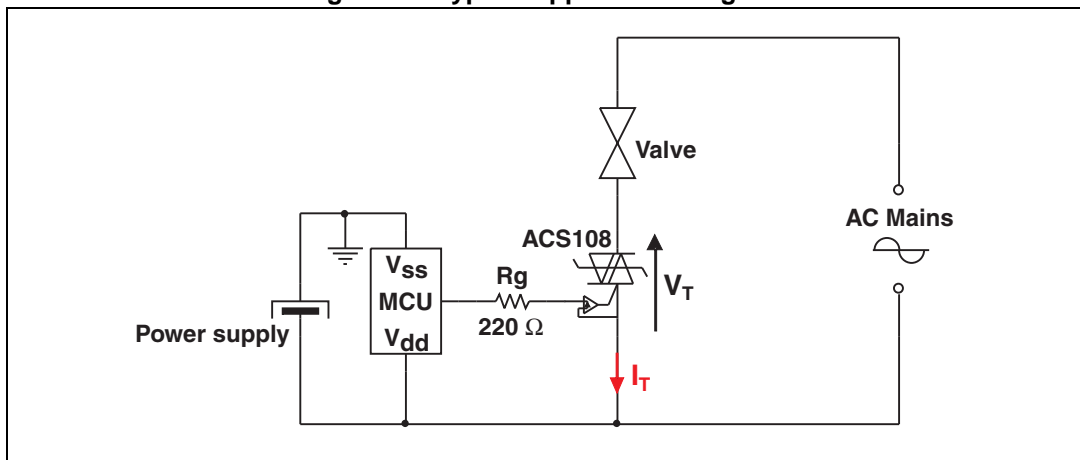 Valve
AC Mains
ACS108
VT
Rg
220 Ω
VSS
MCU
Vdd
Power supply
IT